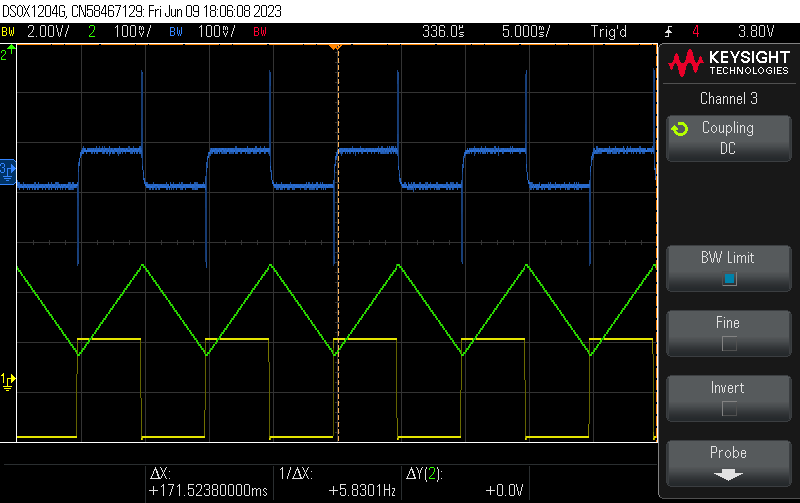 DSOX1204G, CN58467129: Fri Jun 09 18:06:08 2023
BW 2.00V/ 2 100%/ BW 100%/ BW 336.0s 5.000s/ Trig'd 4 3.80V
2
KEYSIGHT
TECHNOLOGIES
Channel 3
Coupling
DC
3
BW Limit
Fine
1
Invert
Probe
ΔX:
+171.52380000ms
1/ΔX:
+5.8301Hz
ΔY(2):
+0.0V